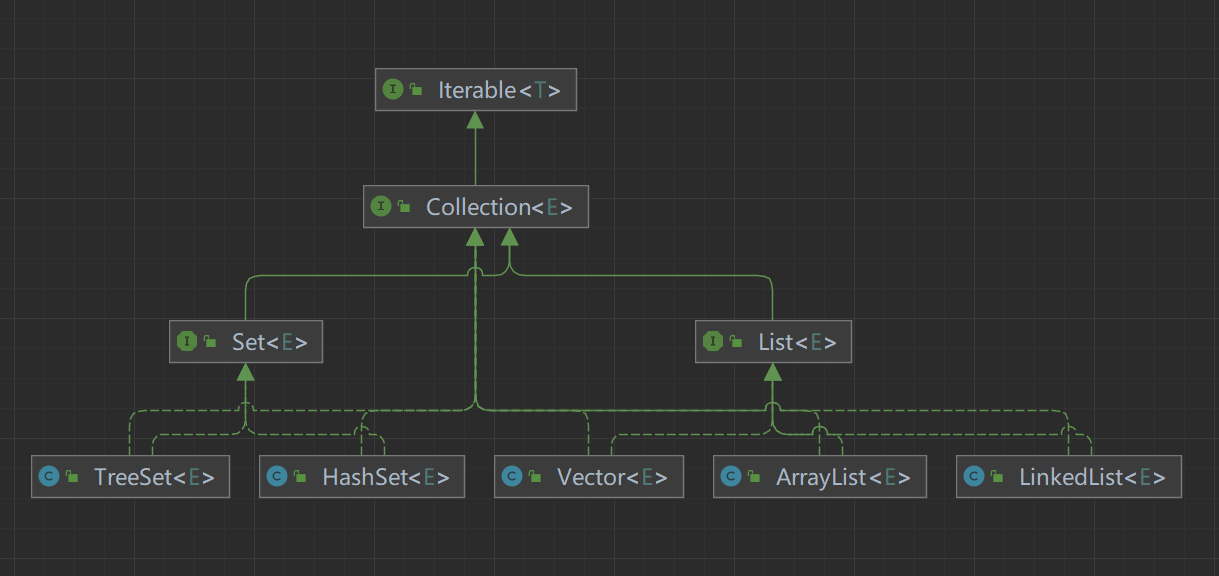 I Iterable<T>
I Collection<E>
I Set<E>
I List<E>
C TreeSet<E>
C HashSet<E>
C Vector<E>
C ArrayList<E>
C LinkedList<E>